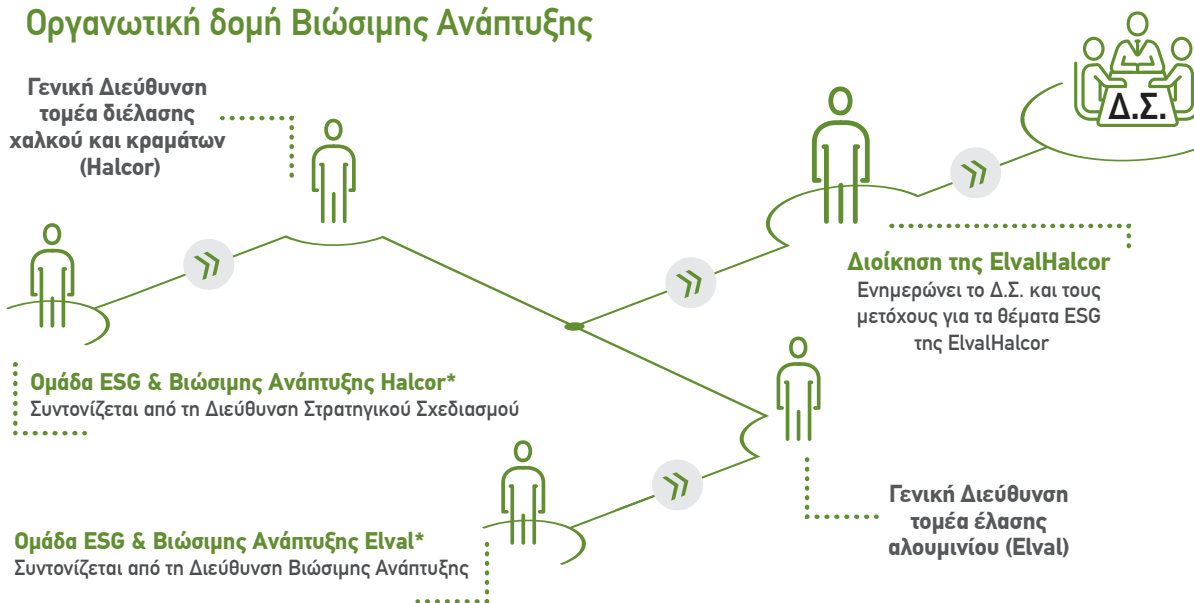 Οργανωτική δομή Βιώσιμης Ανάπτυξης
Γενική Διεύθυνση
τομέα διέλασης
χαλκού και κραμάτων
(Halcor)
Δ.Σ.
Διοίκηση της ElvalHalcor
Ενημερώνει το Δ.Σ. και τους
μετόχους για τα θέματα ESG
της ElvalHalcor
Ομάδα ESG & Βιώσιμης Ανάπτυξης Halcor*
Συντονίζεται από τη Διεύθυνση Στρατηγικού Σχεδιασμού
Γενική Διεύθυνση
τομέα έλασης
αλουμινίου (Elval)
Ομάδα ESG & Βιώσιμης Ανάπτυξης Elval*
Συντονίζεται από τη Διεύθυνση Βιώσιμης Ανάπτυξης